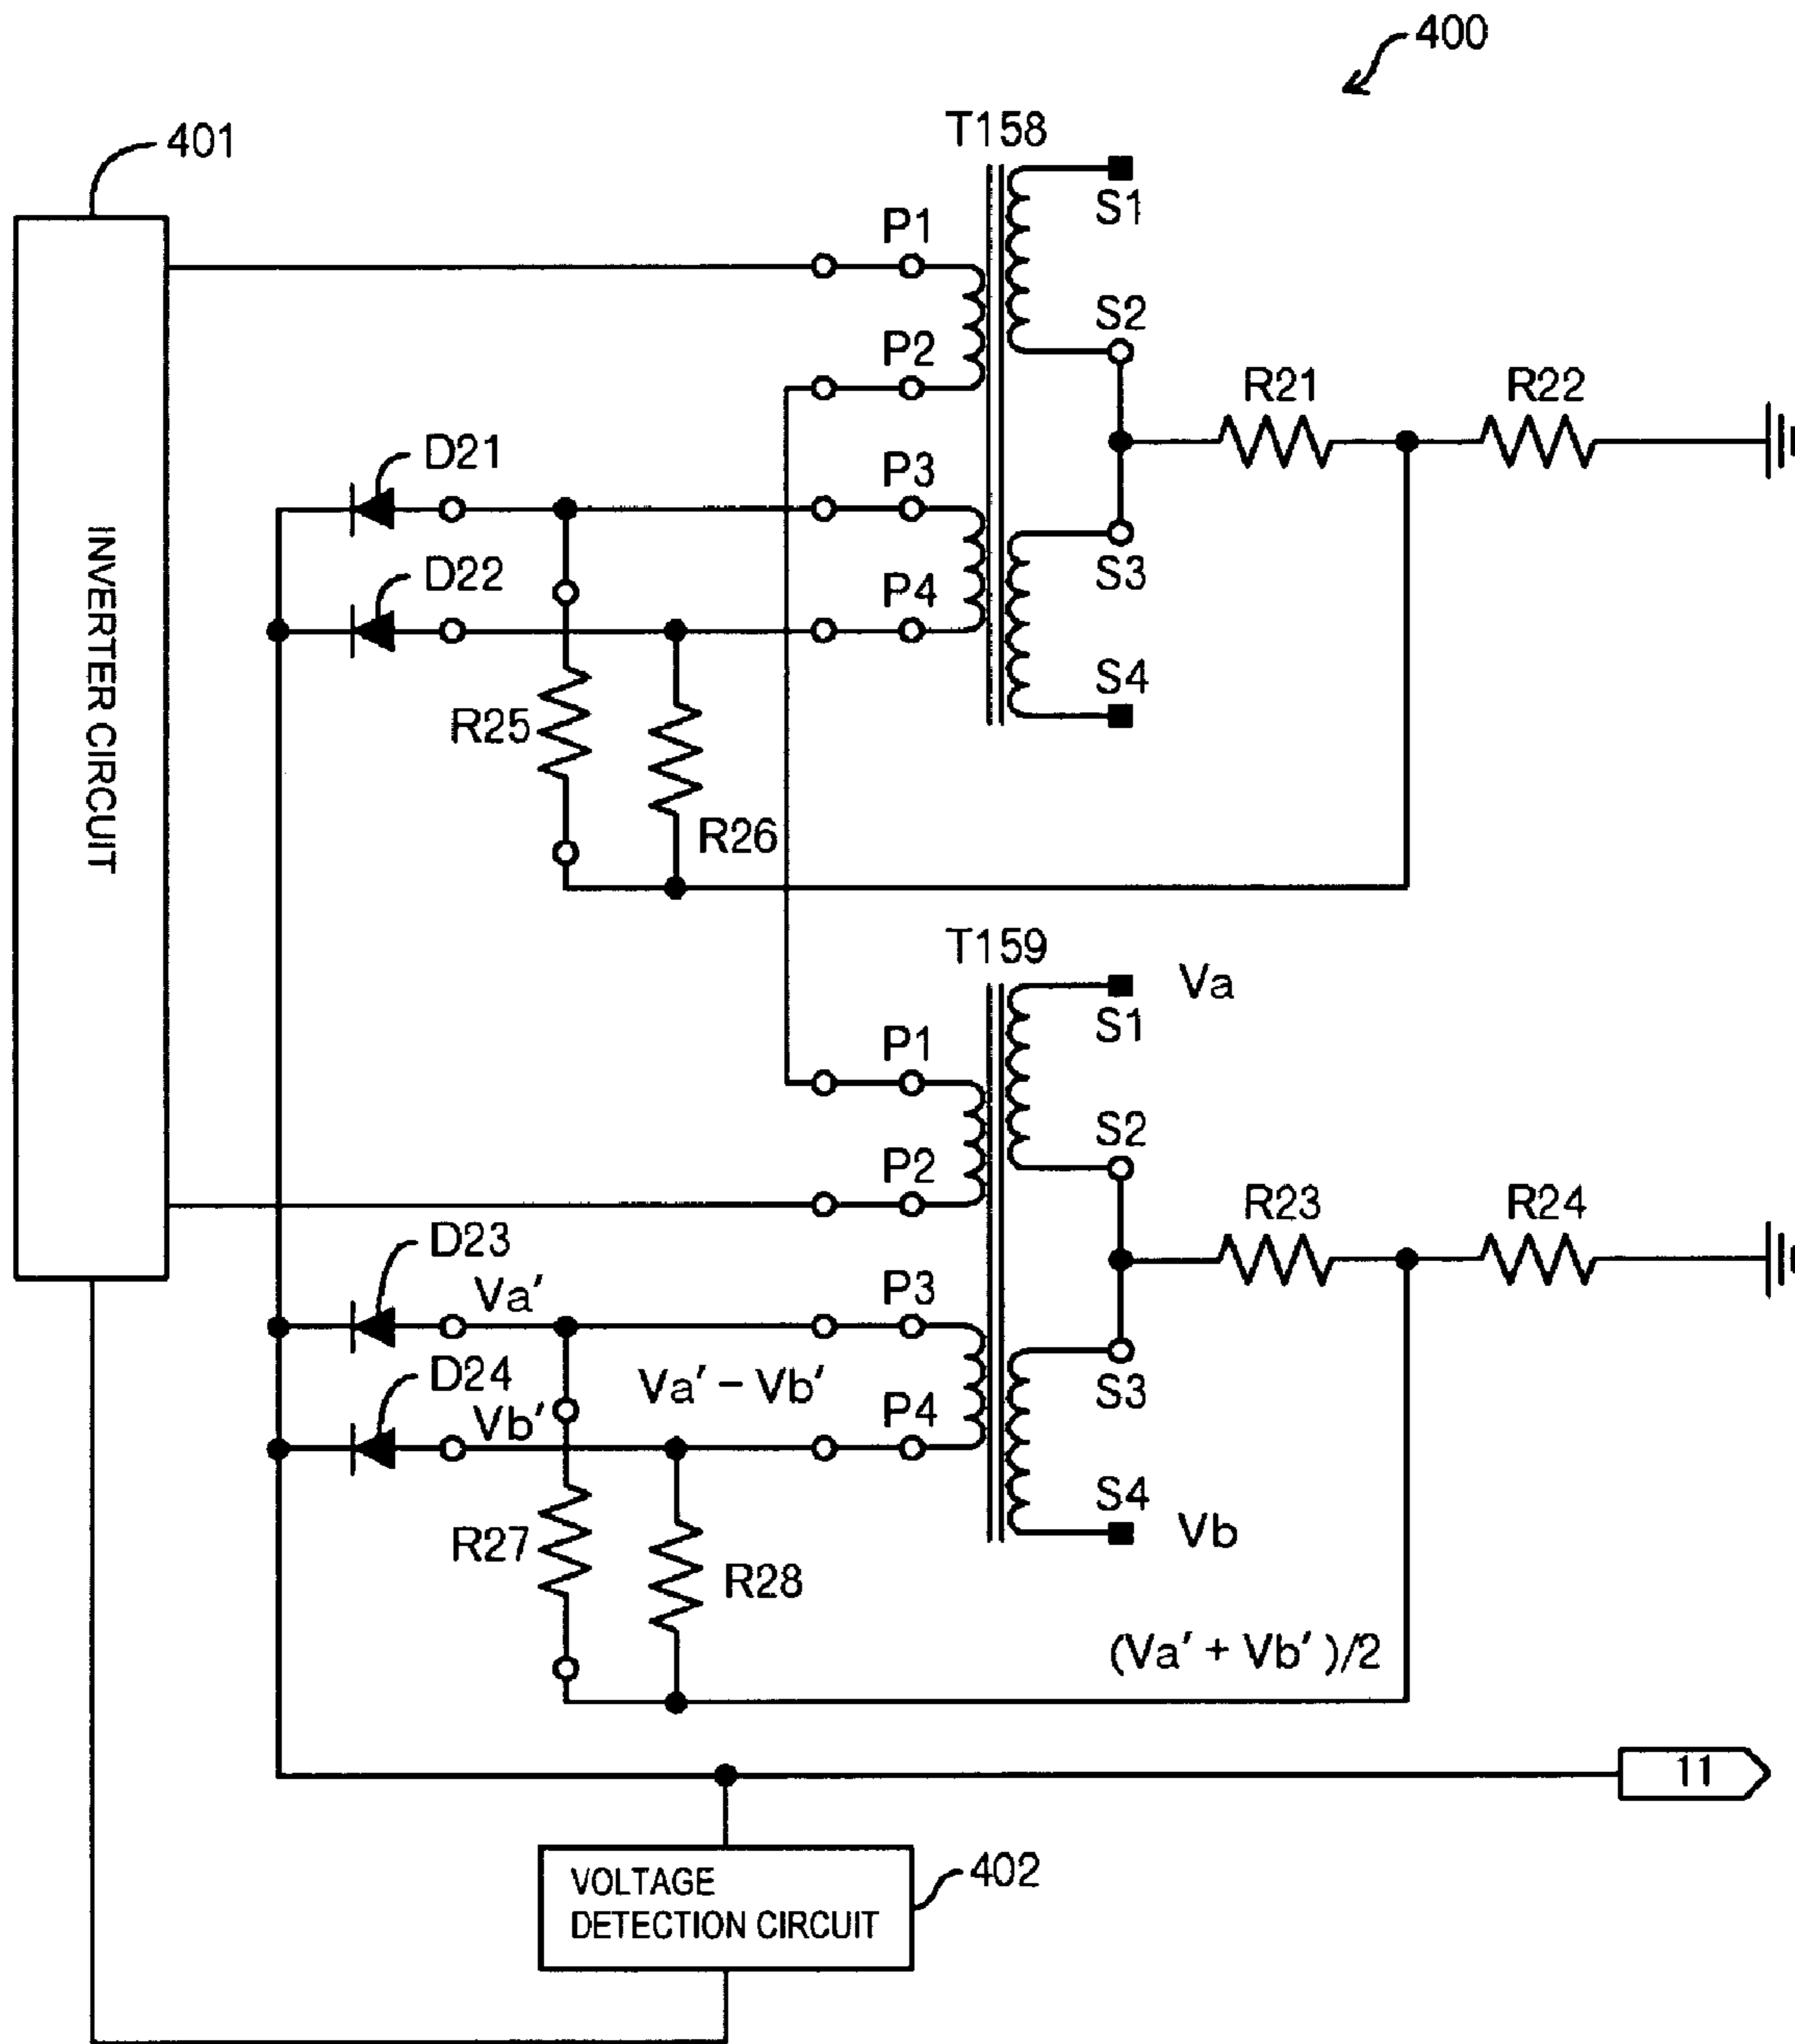 400
401
T158
S1
P1
S2
P2
R21
R22
D21
P3
D22
S3
P4
INVERTER CIRCUIT
S4
R25
R26
T159
Va
S1
P1
S2
P2
R23
R24
D23
Va'
P3
D24
Va' - Vb'
S3
Vb'
P4
S4
Vb
R27
R28
(Va' + Vb')/2
11
402
VOLTAGE
DETECTION CIRCUIT